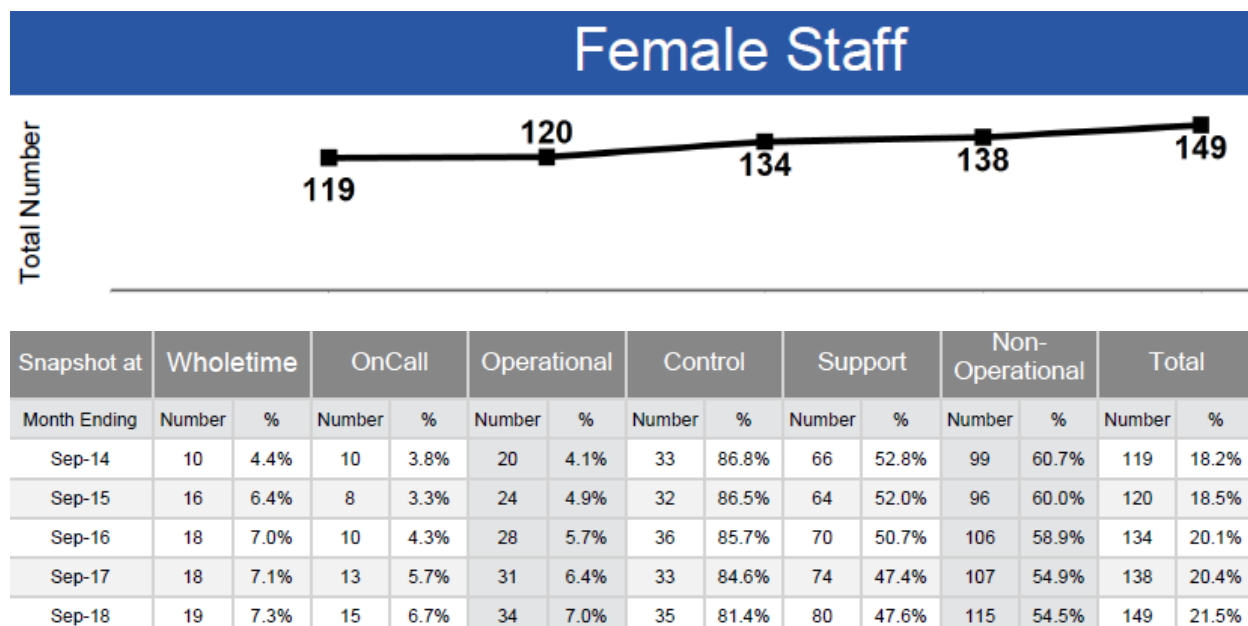 Female Staff
Total Number
119
120
134
138
149
Snapshot at Wholetime OnCall Operational Control Support Non-Operational Total
Month Ending Number % Number % Number % Number % Number % Number % Number %
Sep-14 10 4.4% 10 3.8% 20 4.1% 33 86.8% 66 52.8% 99 60.7% 119 18.2%
Sep-15 16 6.4% 8 3.3% 24 4.9% 32 86.5% 64 52.0% 96 60.0% 120 18.5%
Sep-16 18 7.0% 10 4.3% 28 5.7% 36 85.7% 70 50.7% 106 58.9% 134 20.1%
Sep-17 18 7.1% 13 5.7% 31 6.4% 33 84.6% 74 47.4% 107 54.9% 138 20.4%
Sep-18 19 7.3% 15 6.7% 34 7.0% 35 81.4% 80 47.6% 115 54.5% 149 21.5%